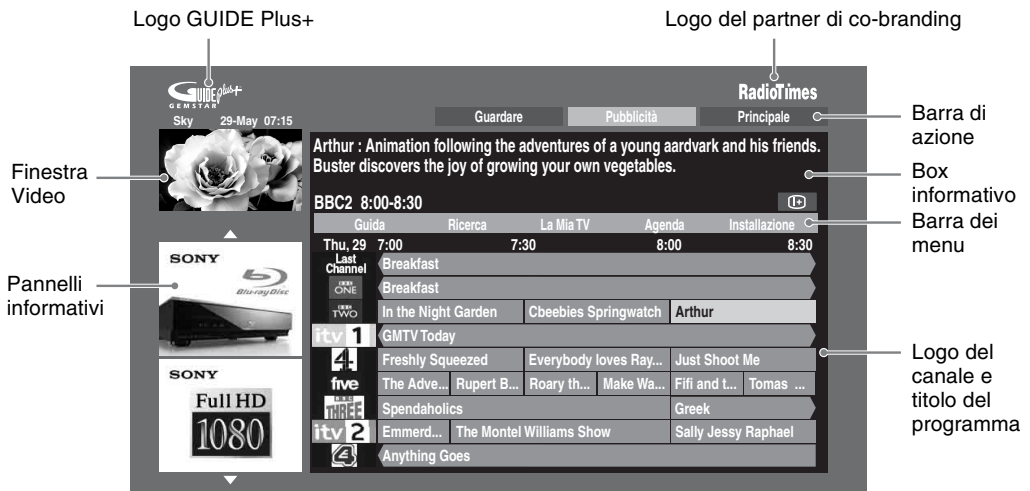 Logo GUIDE Plus+
Logo del partner di co-branding
GUIDE plus+
GEMSTAR
RadioTimes
Sky 29-May 07:15
Guardare Pubblicità Principale
Barra di azione
Finestra Video
Arthur : Animation following the adventures of a young aardvark and his friends.
Buster discovers the joy of growing your own vegetables.
Box informativo
BBC2 8:00-8:30
Guida Ricerca La Mia TV Agenda Installazione
Barra dei menu
Thu, 29 7:00 7:30 8:00 8:30
Last Channel Breakfast
BBC ONE Breakfast
BBC TWO In the Night Garden Cbeebies Springwatch Arthur
itv 1 GMTV Today
4 Freshly Squeezed Everybody loves Ray... Just Shoot Me
five The Adve... Rupert B... Roary th... Make Wa... Fifi and t... Tomas ...
BBC THREE Spendaholics Greek
itv 2 Emmerd... The Montel Williams Show Sally Jessy Raphael
4 Anything Goes
Logo del canale e titolo del programma
Pannelli informativi
SONY
Blu-ray Disc
SONY
Full HD
1080